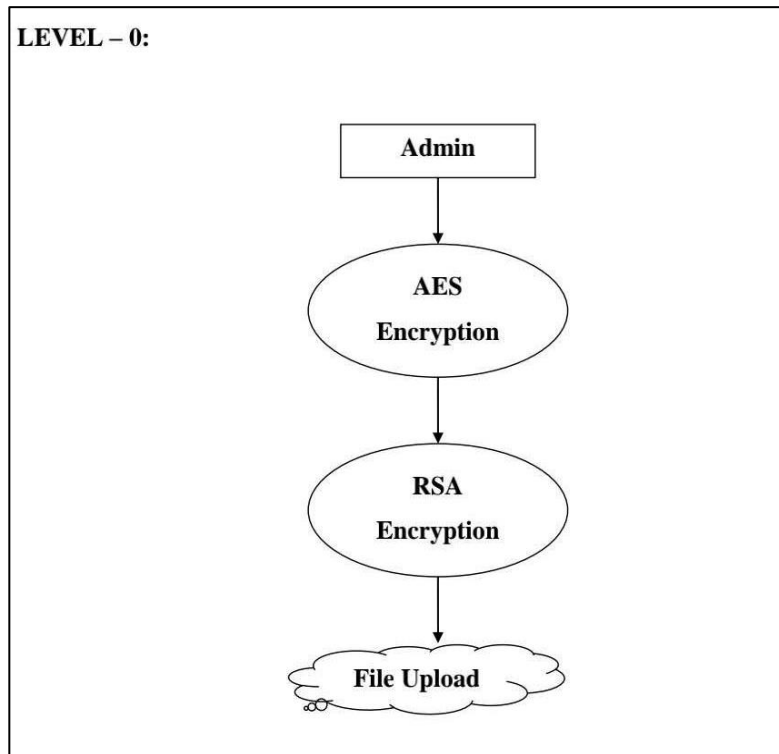 LEVEL – 0:
Admin
AES
Encryption
RSA
Encryption
File Upload